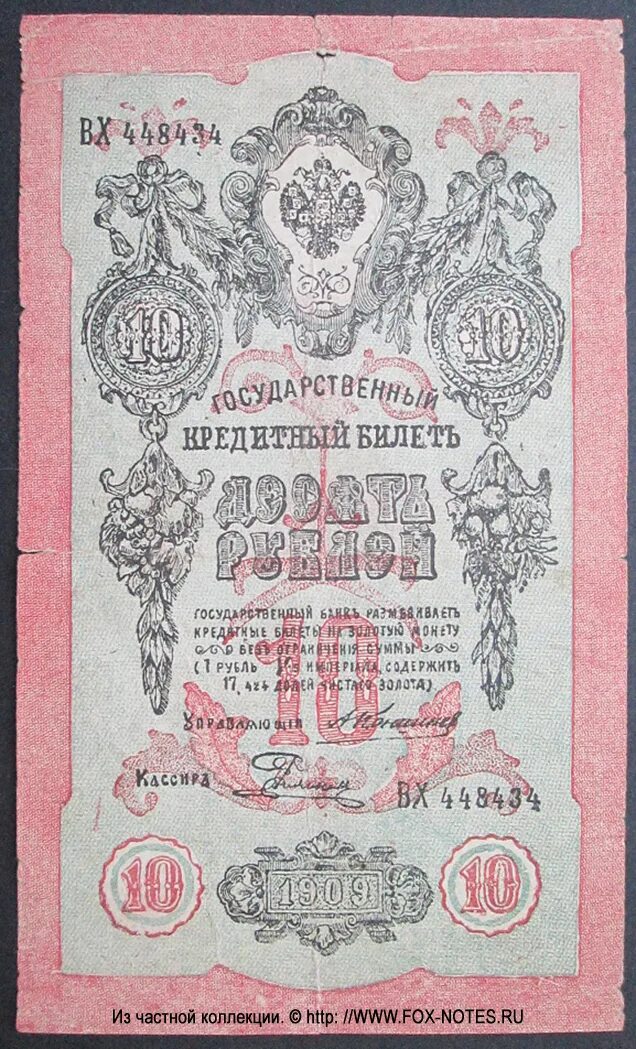 ВХ 448434
10 10
ГОСУДАРСТВЕННЫЙ
КРЕДИТНЫЙ БИЛЕТЪ
ДЕСЯТЬ
РУБЛЕЙ
ГОСУДАРСТВЕННЫЙ БАНКЪ РАЗМѢНИВАЕТЪ
КРЕДИТНЫЕ БИЛЕТЫ НА ЗОЛОТУЮ МОНЕТУ
БЕЗЪ ОГРАНИЧЕНІЯ СУММЫ
(1 РУБЛЬ = 1/15 ИМПЕРІАЛА, СОДЕРЖИТЪ
17,424 ДОЛЕЙ ЧИСТАГО ЗОЛОТА)
10
УПРАВЛЯЮЩІЙ
КАССИРЪ
ВХ 448434
10 1909 10
Из частной коллекции. © http: //WWW.FOX-NOTES.RU